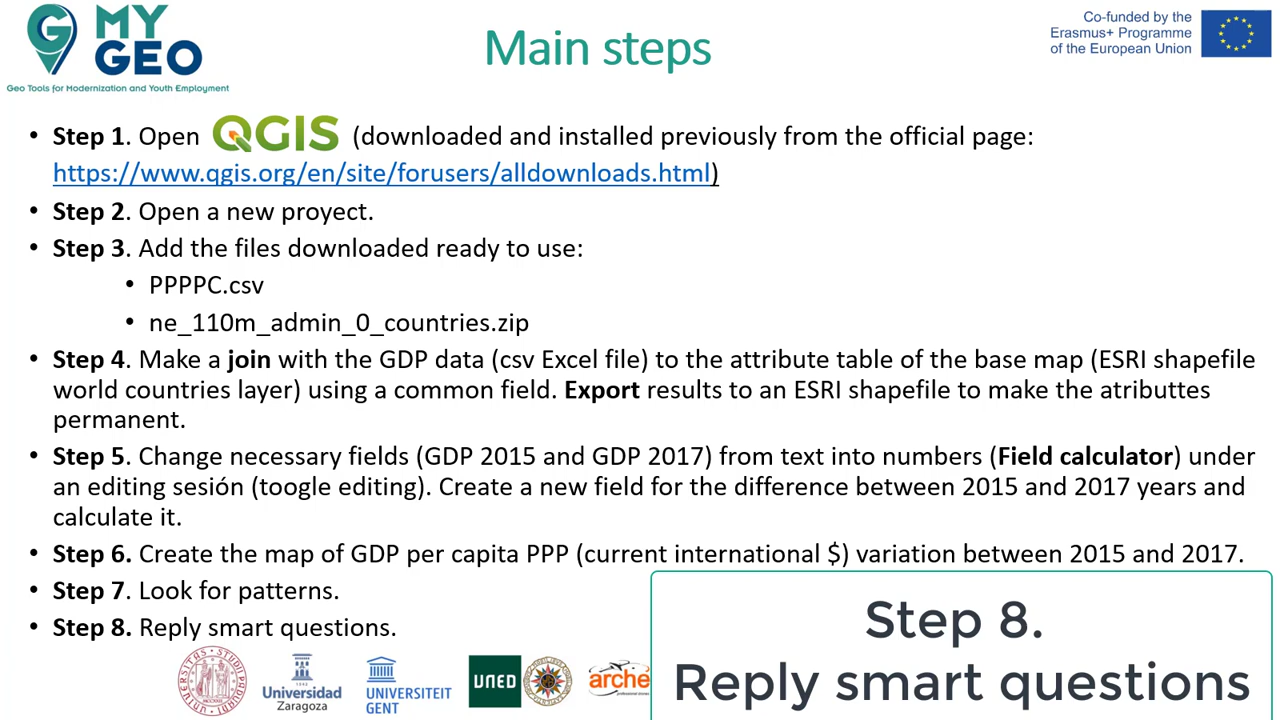 MY
GEO
Geo Tools for Modernization and Youth Employment
Main steps
Co-funded by the
Erasmus+ Programme
of the European Union
• Step 1. Open QGIS (downloaded and installed previously from the official page:
https://www.qgis.org/en/site/forusers/alldownloads.html)
• Step 2. Open a new proyect.
• Step 3. Add the files downloaded ready to use:
• PPPPC.csv
• ne_110m_admin_0_countries.zip
• Step 4. Make a join with the GDP data (csv Excel file) to the attribute table of the base map (ESRI shapefile
world countries layer) using a common field. Export results to an ESRI shapefile to make the atributtes
permanent.
• Step 5. Change necessary fields (GDP 2015 and GDP 2017) from text into numbers (Field calculator) under
an editing sesión (toogle editing). Create a new field for the difference between 2015 and 2017 years and
calculate it.
• Step 6. Create the map of GDP per capita PPP (current international $) variation between 2015 and 2017.
• Step 7. Look for patterns.
• Step 8. Reply smart questions.
Step 8.
Reply smart questions
Universidad
Zaragoza
UNIVERSITEIT
GENT
UNED
arche